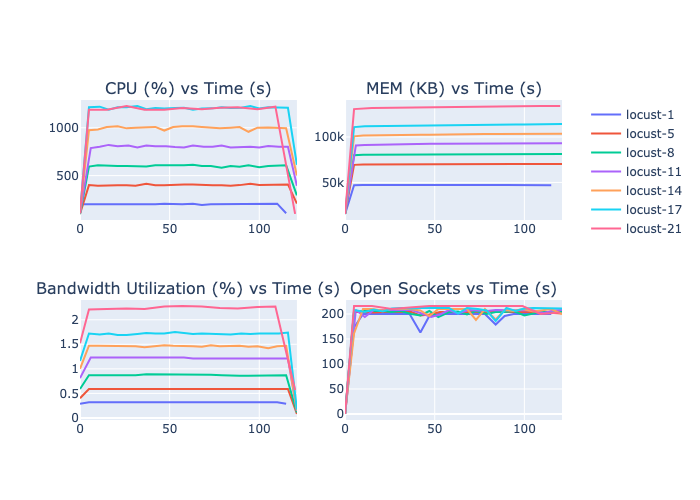 CPU (%) vs Time (s)
MEM (KB) vs Time (s)
1000
500
0
50
100
100k
50k
0
50
100
locust-1
locust-5
locust-8
locust-11
locust-14
locust-17
locust-21
Bandwidth Utilization (%) vs Time (s)
Open Sockets vs Time (s)
2
1.5
1
0.5
0
0
50
100
200
150
100
50
0
0
50
100